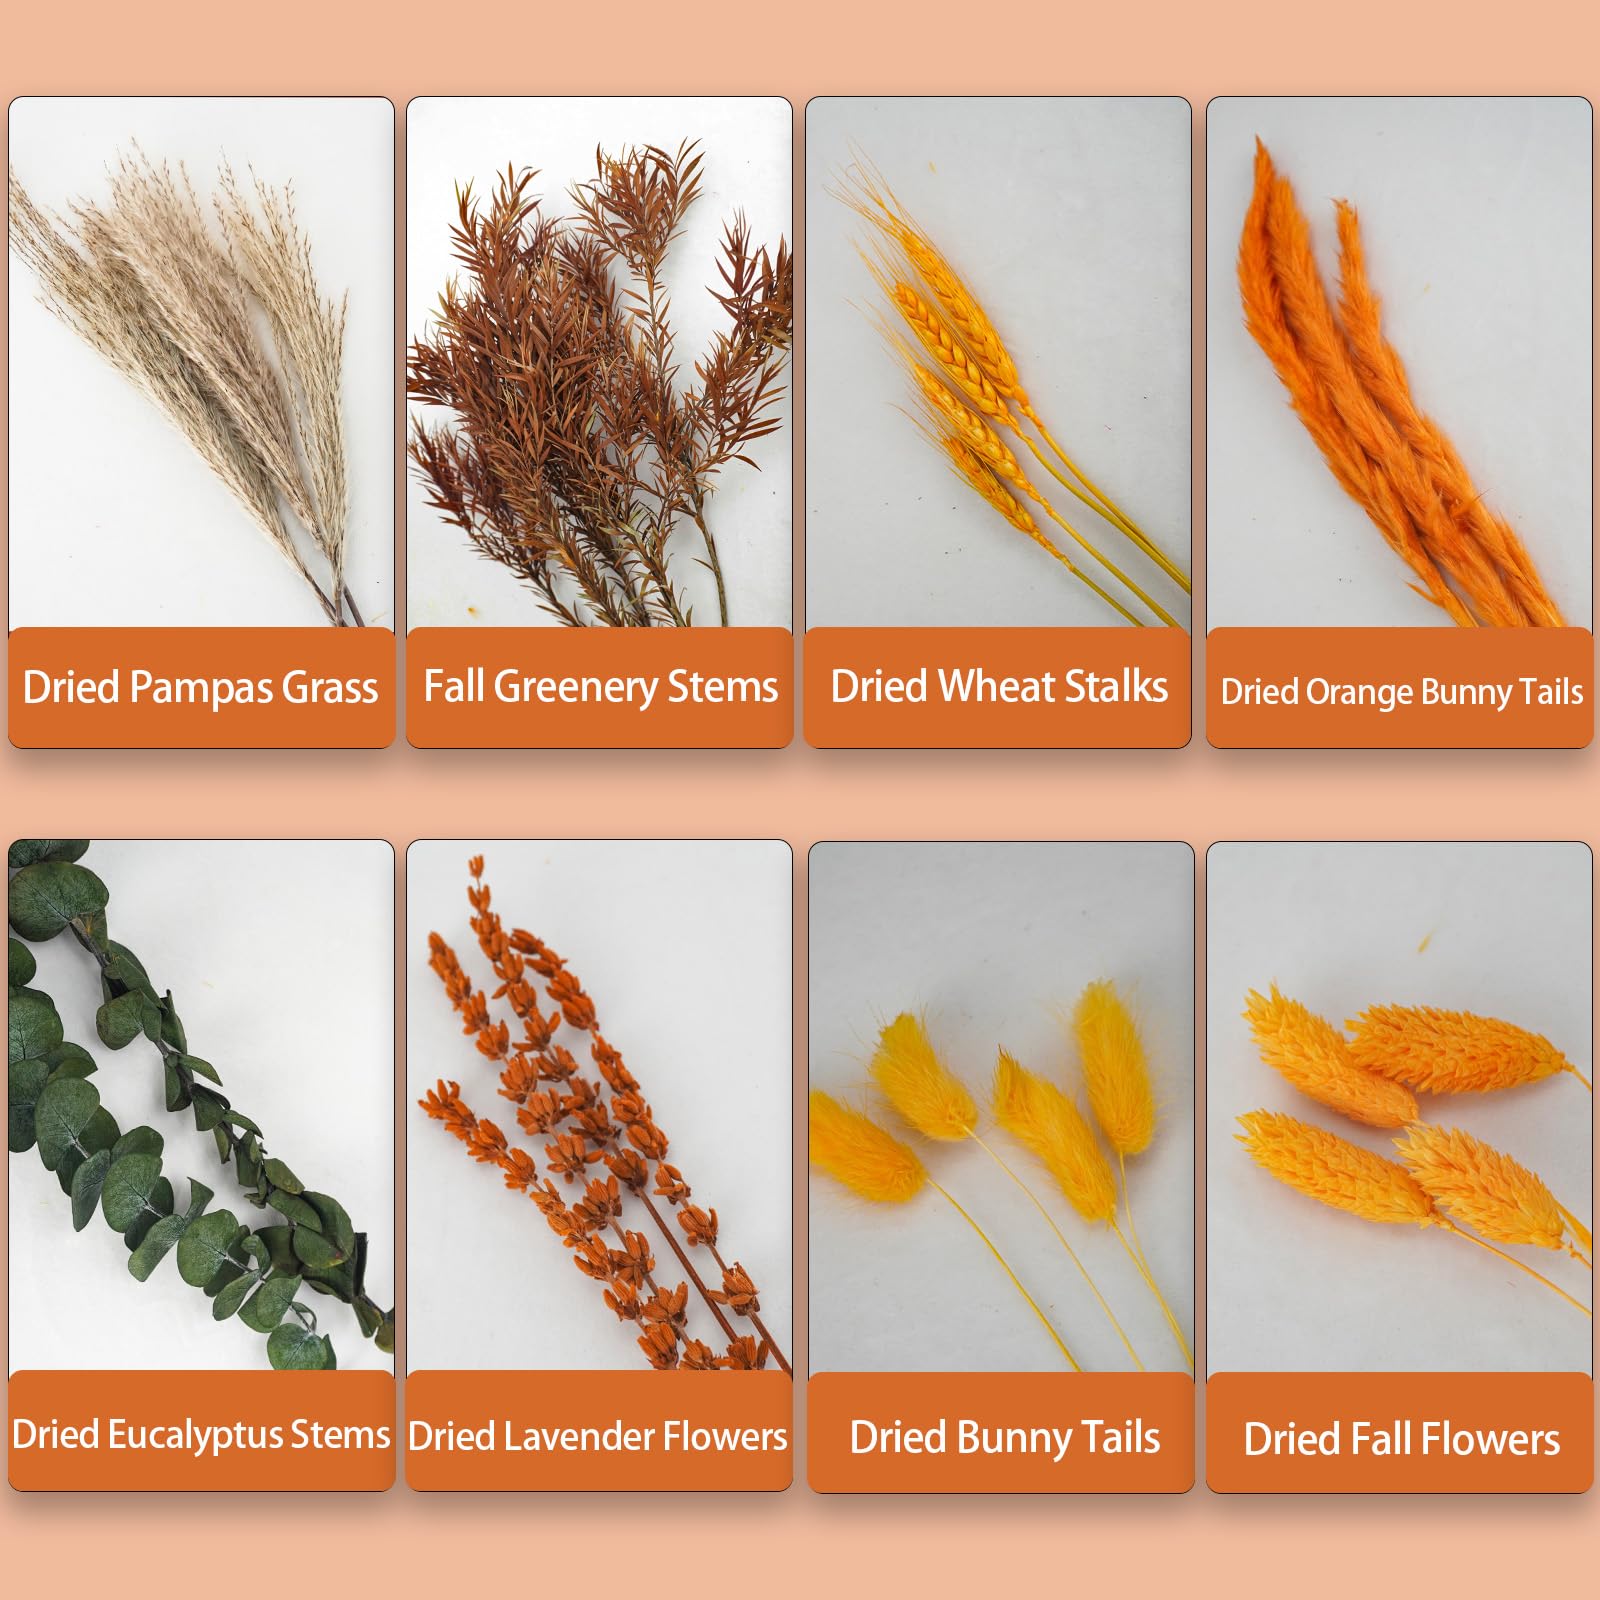 Dried Pampas Grass
Fall Greenery Stems
Dried Wheat Stalks
Dried Orange Bunny Tails
Dried Eucalyptus Stems
Dried Lavender Flowers
Dried Bunny Tails
Dried Fall Flowers